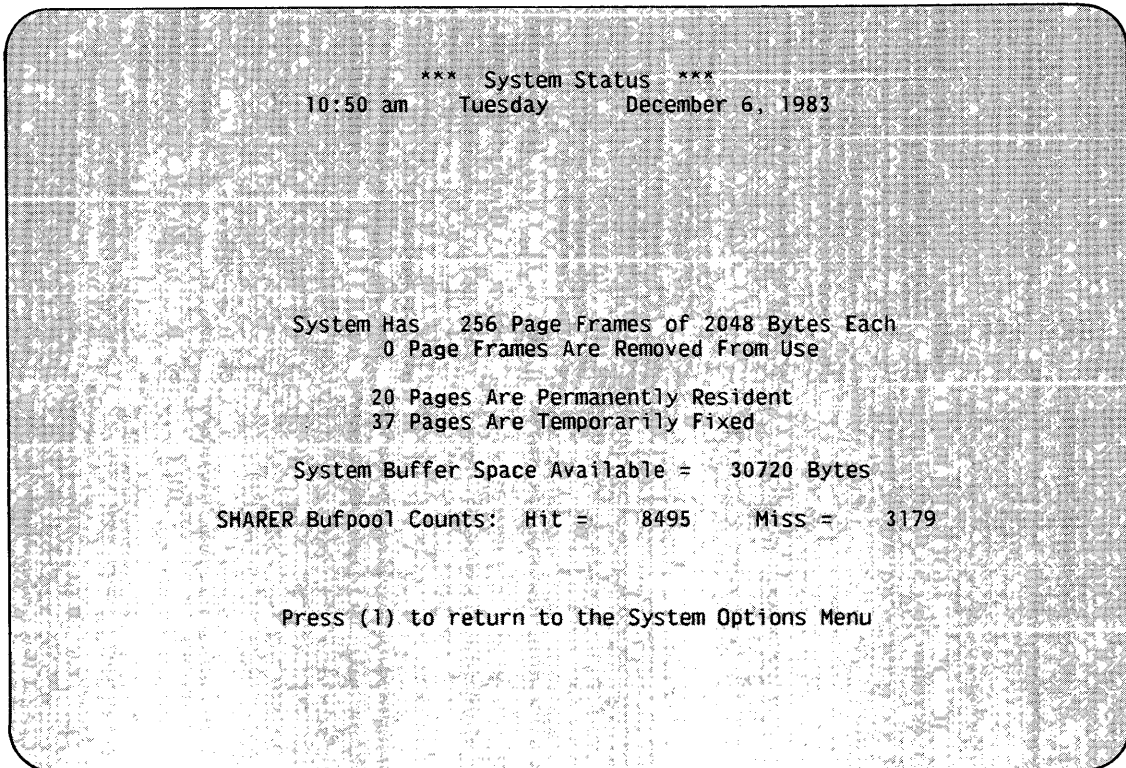 *** System Status ***
10:50 am Tuesday December 6, 1983
System Has 256 Page Frames of 2048 Bytes Each
0 Page Frames Are Removed From Use
20 Pages Are Permanently Resident
37 Pages Are Temporarily Fixed
System Buffer Space Available = 30720 Bytes
SHARER Bufpool Counts: Hit = 8495 Miss = 3179
Press (1) to return to the System Options Menu